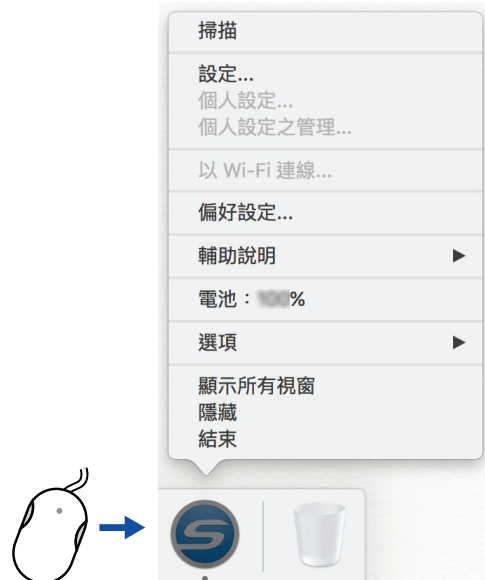 掃描
設定...
個人設定...
個人設定之管理...
以 Wi-Fi 連線...
偏好設定...
輔助說明
電池： %
選項
顯示所有視窗
隱藏
結束
S